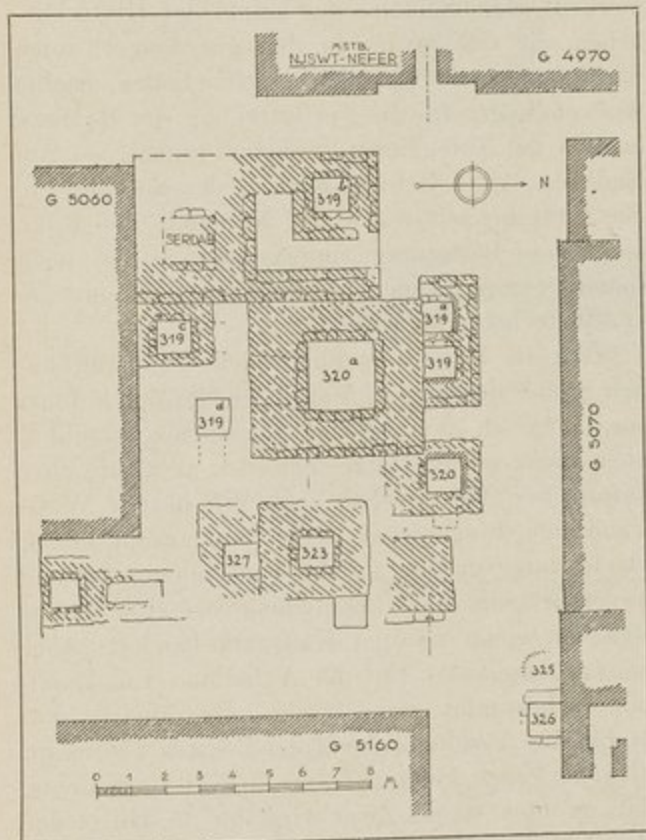 MSTB.
NJSWT-NEFER
G 4970
G 5060
319 b
N
SERDAB
319 c
319 a
319
320 a
319 d
320
G 5070
327
323
325
326
G 5160
0 1 2 3 4 5 6 7 8 M